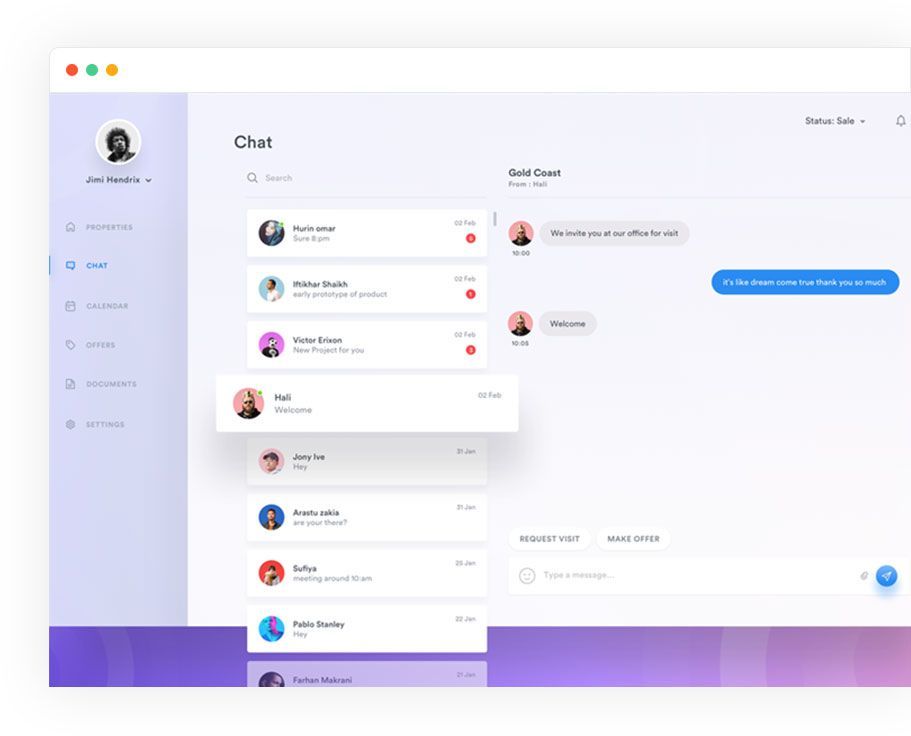 Jimi Hendrix
PROPERTIES
CHAT
CALENDAR
OFFERS
DOCUMENTS
SETTINGS
Chat
Search
Hurin omar
02 Feb
Sure 8:pm
Iftikhar Shaikh
02 Feb
early prototype of product
1
Victor Erixon
02 Feb
New Project for you
3
Hali
02 Feb
Welcome
Jony Ive
31 Jan
Hey
Arastu zakia
31 Jan
are your there?
Sufiya
25 Jan
meeting around 10:am
Pablo Stanley
22 Jan
Hey
Farhan Makrani
21 Jan
Status: Sale
Gold Coast
From : Hali
We invite you at our office for visit
10:00
it's like dream come true thank you so much
Welcome
10:05
REQUEST VISIT
MAKE OFFER
Type a message...